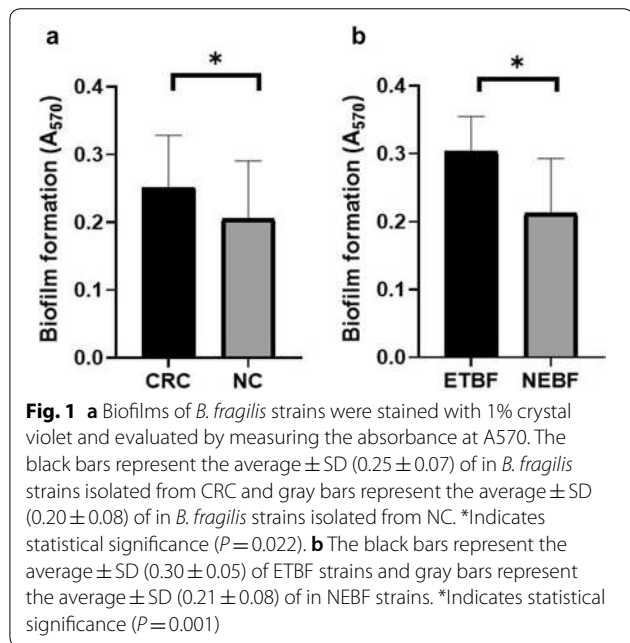 a
b
*
*
0.4
0.3
0.2
0.1
0.0
Biofilm formation (A570)
CRC NC
0.4
0.3
0.2
0.1
0.0
Biofilm formation (A570)
ETBF NEBF
Fig. 1 a Biofilms of B. fragilis strains were stained with 1% crystal
violet and evaluated by measuring the absorbance at A570. The
black bars represent the average ± SD (0.25 ± 0.07) of in B. fragilis
strains isolated from CRC and gray bars represent the average ± SD
(0.20 ± 0.08) of in B. fragilis strains isolated from NC. *Indicates
statistical significance (P = 0.022). b The black bars represent the
average ± SD (0.30 ± 0.05) of ETBF strains and gray bars represent
the average ± SD (0.21 ± 0.08) of in NEBF strains. *Indicates statistical
significance (P = 0.001)